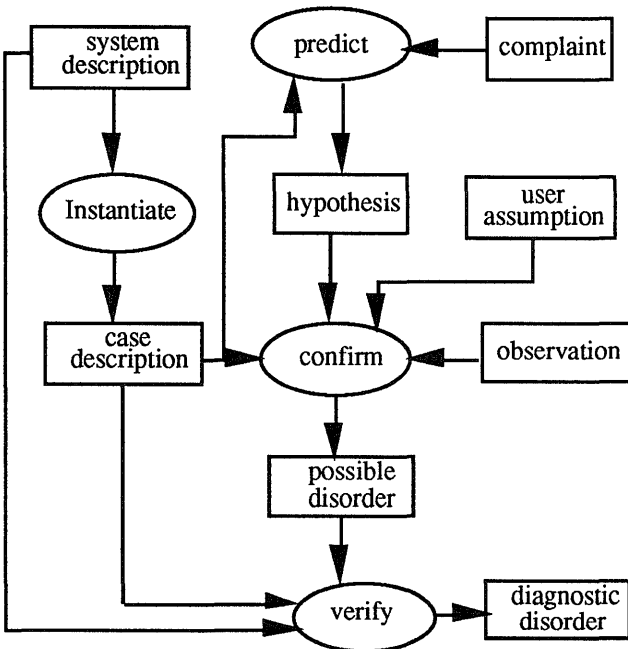 system
description
predict
complaint
Instantiate
hypothesis
user
assumption
case
description
confirm
observation
possible
disorder
verify
diagnostic
disorder